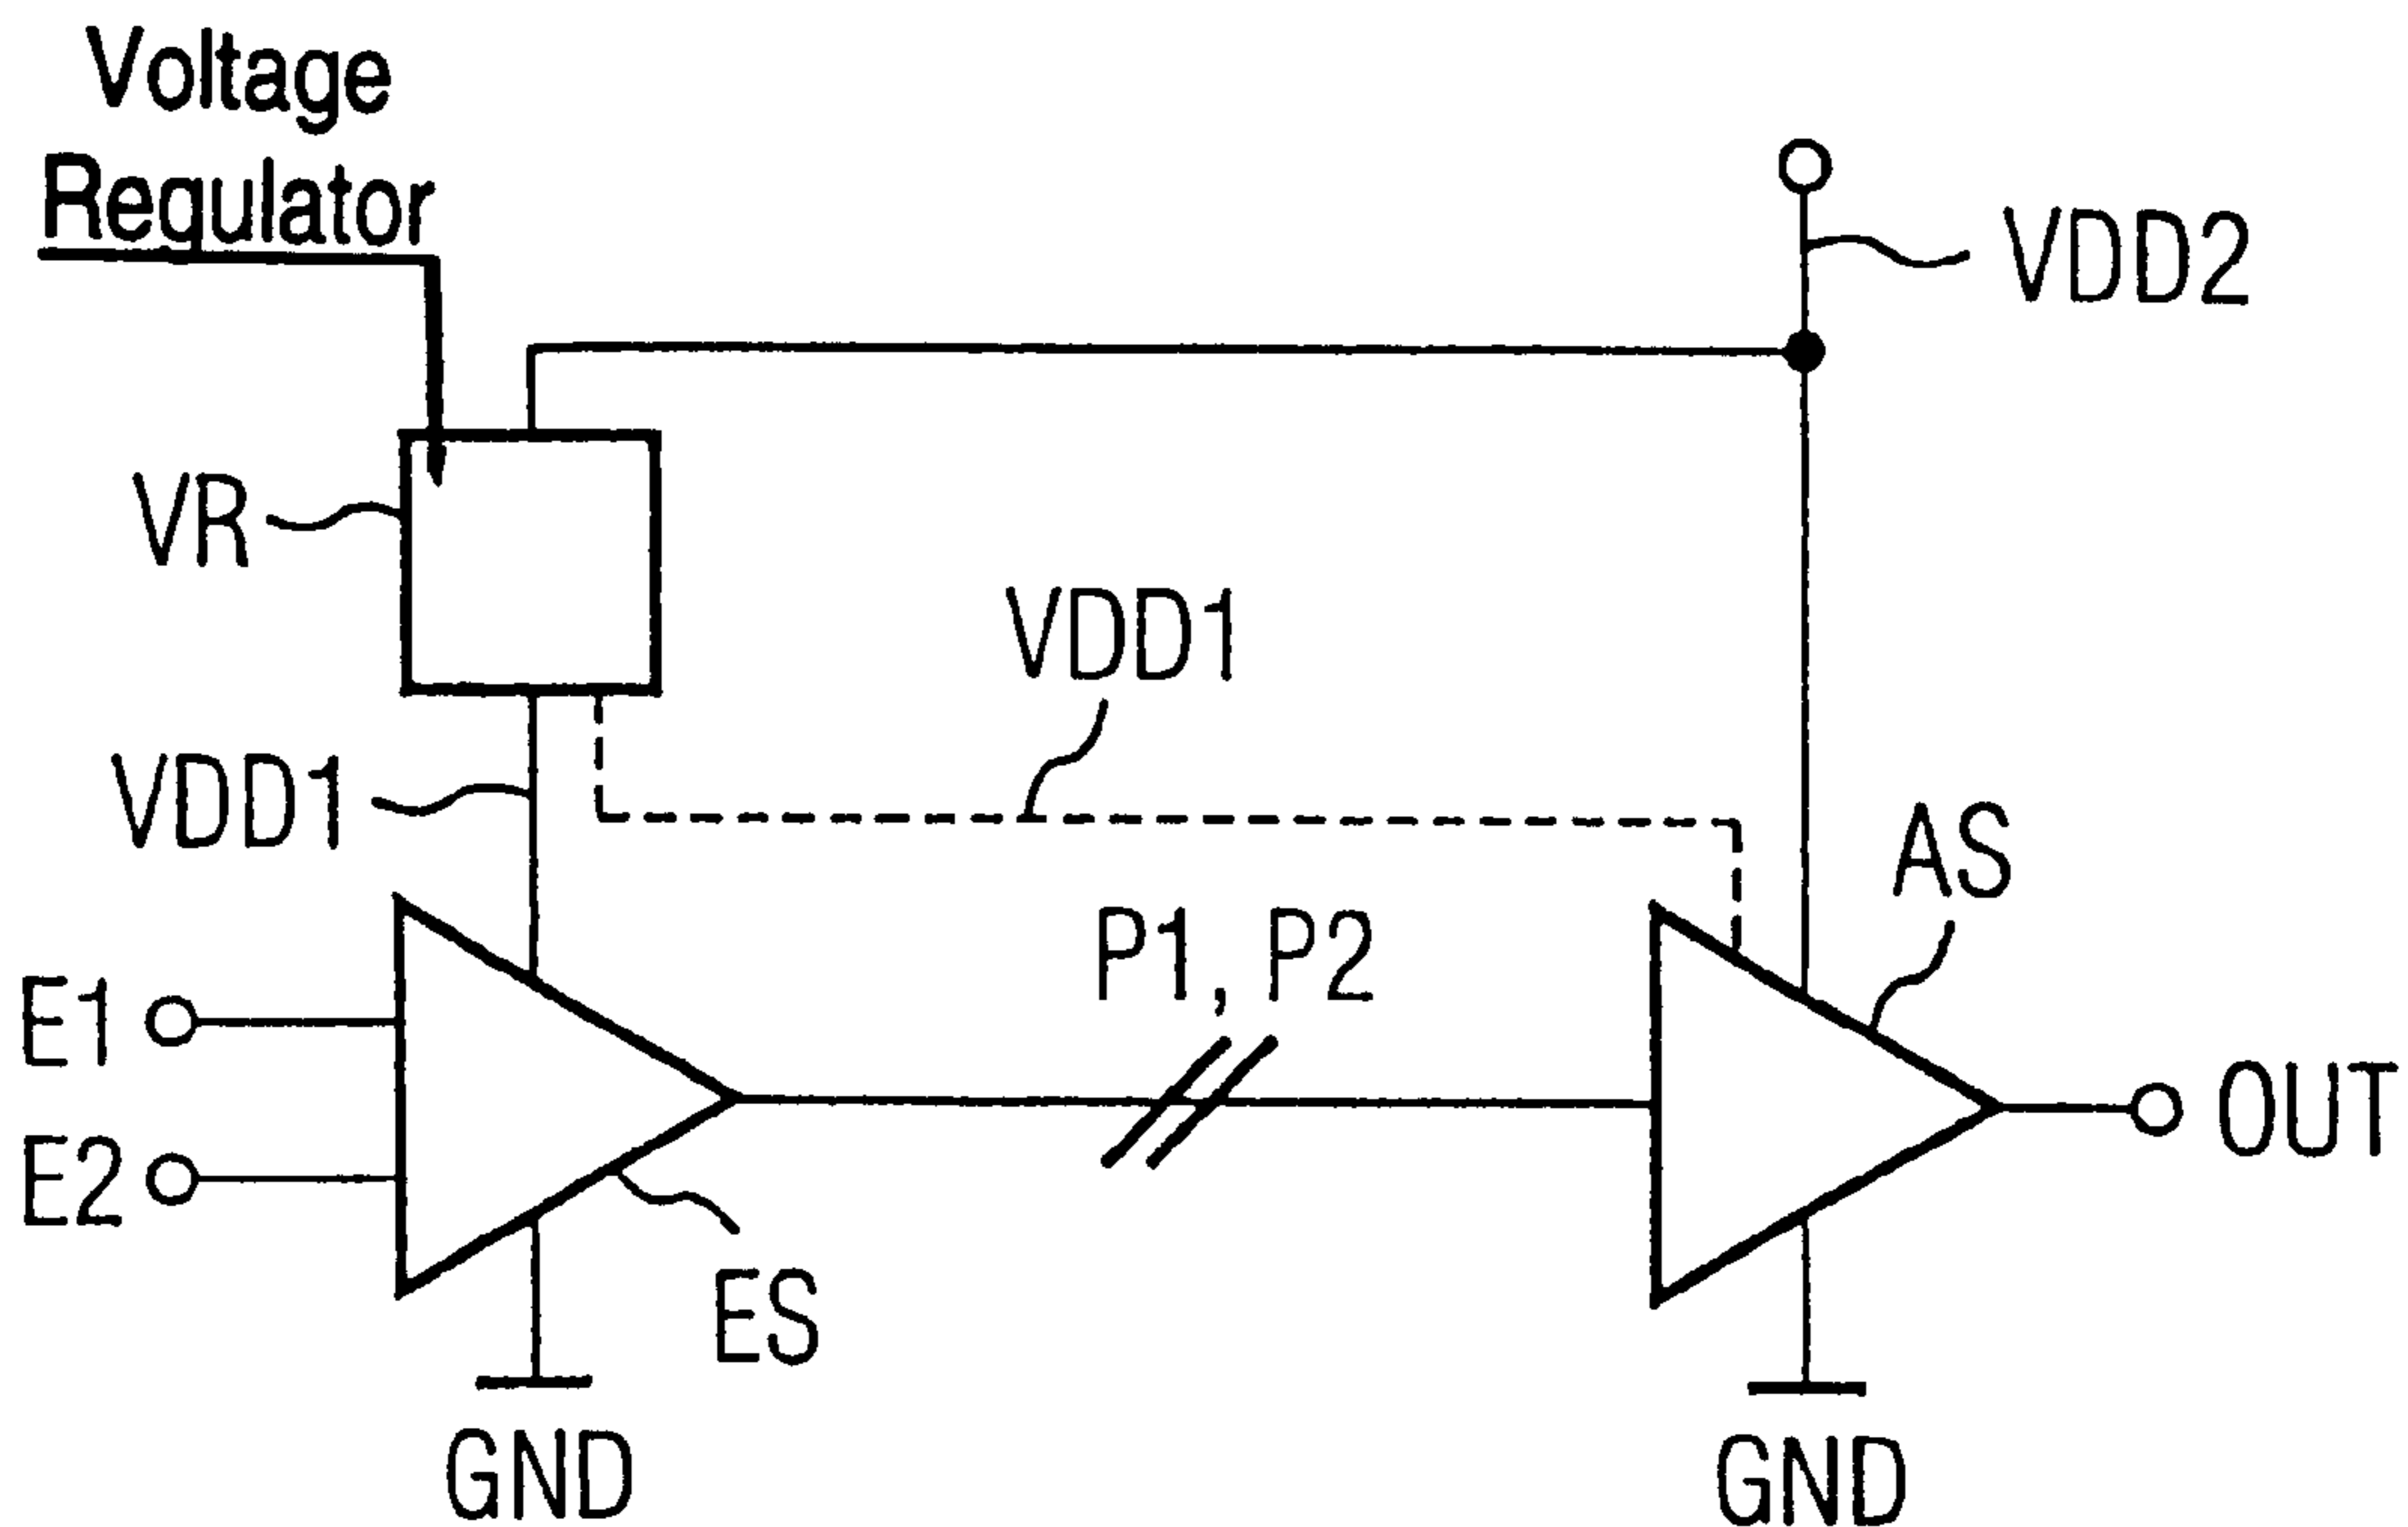 Voltage
Regulator
VDD2
VR
VDD1
VDD1
AS
P1, P2
E1
E2
OUT
ES
GND
GND